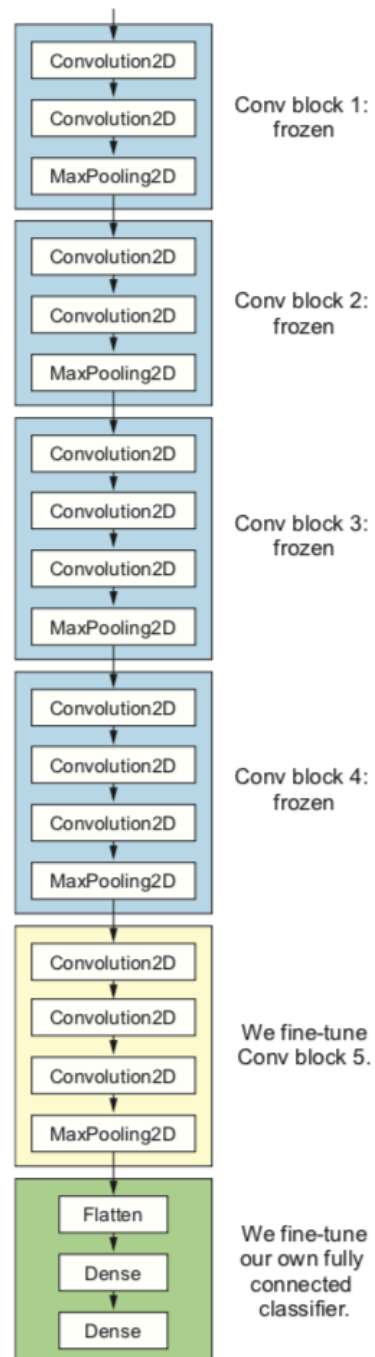 Convolution2D
Convolution2D
MaxPooling2D
Conv block 1:
frozen
Convolution2D
Convolution2D
MaxPooling2D
Conv block 2:
frozen
Convolution2D
Convolution2D
Convolution2D
MaxPooling2D
Conv block 3:
frozen
Convolution2D
Convolution2D
Convolution2D
MaxPooling2D
Conv block 4:
frozen
Convolution2D
Convolution2D
Convolution2D
MaxPooling2D
We fine-tune
Conv block 5.
Flatten
Dense
Dense
We fine-tune
our own fully
connected
classifier.